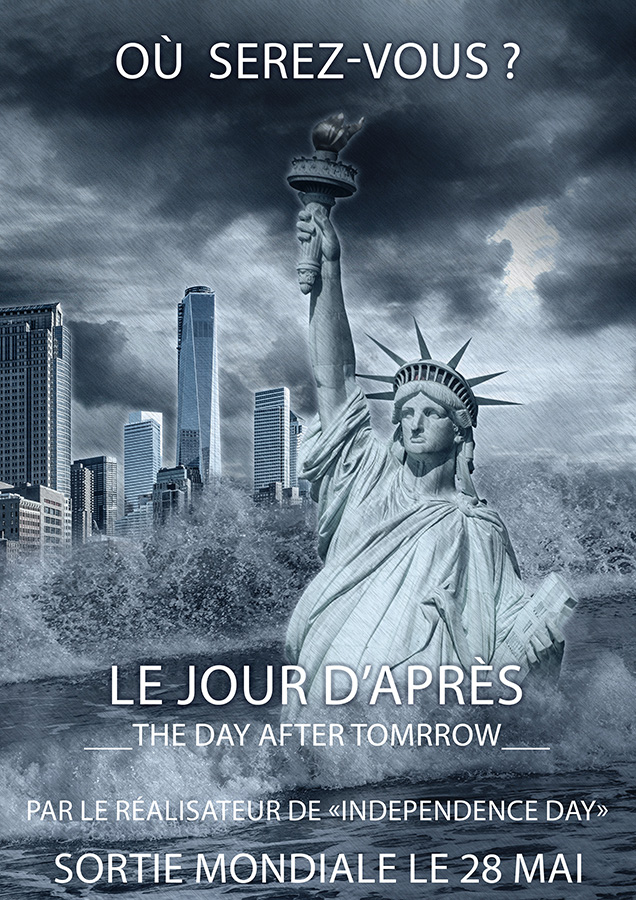 OÙ SEREZ-VOUS ?
LE JOUR D'APRÈS
___THE DAY AFTER TOMRROW___
PAR LE RÉALISATEUR DE «INDEPENDENCE DAY»
SORTIE MONDIALE LE 28 MAI